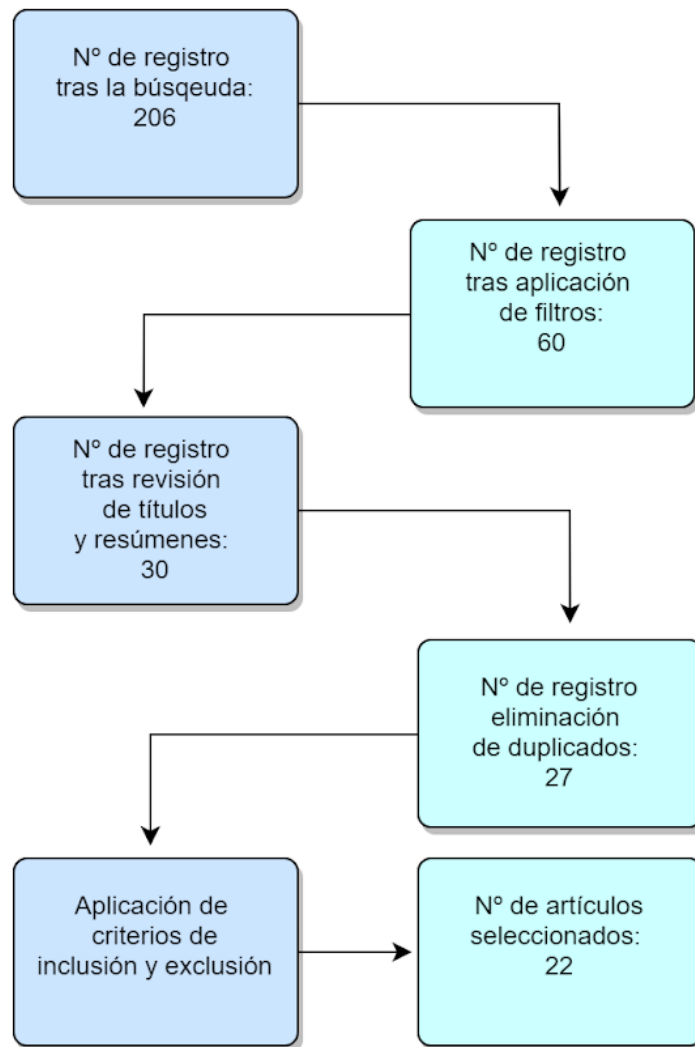 Nº de registro
tras la búsqeuda:
206
Nº de registro
tras aplicación
de filtros:
60
Nº de registro
tras revisión
de títulos
y resúmenes:
30
Nº de registro
eliminación
de duplicados:
27
Aplicación de
criterios de
inclusión y exclusión
Nº de artículos
seleccionados:
22